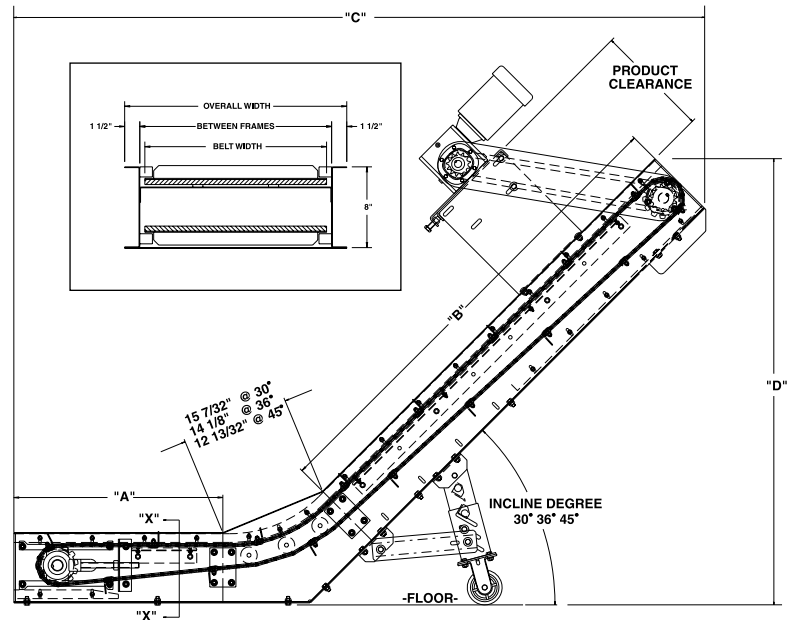 "C"
PRODUCT
CLEARANCE
OVERALL WIDTH
1 1/2"
BETWEEN FRAMES
1 1/2"
BELT WIDTH
8"
"B"
"D"
15 7/32" @ 30°
14 1/8" @ 36°
12 13/32" @ 45°
"A"
"X"
INCLINE DEGREE
30° 36° 45°
-FLOOR-
"X"